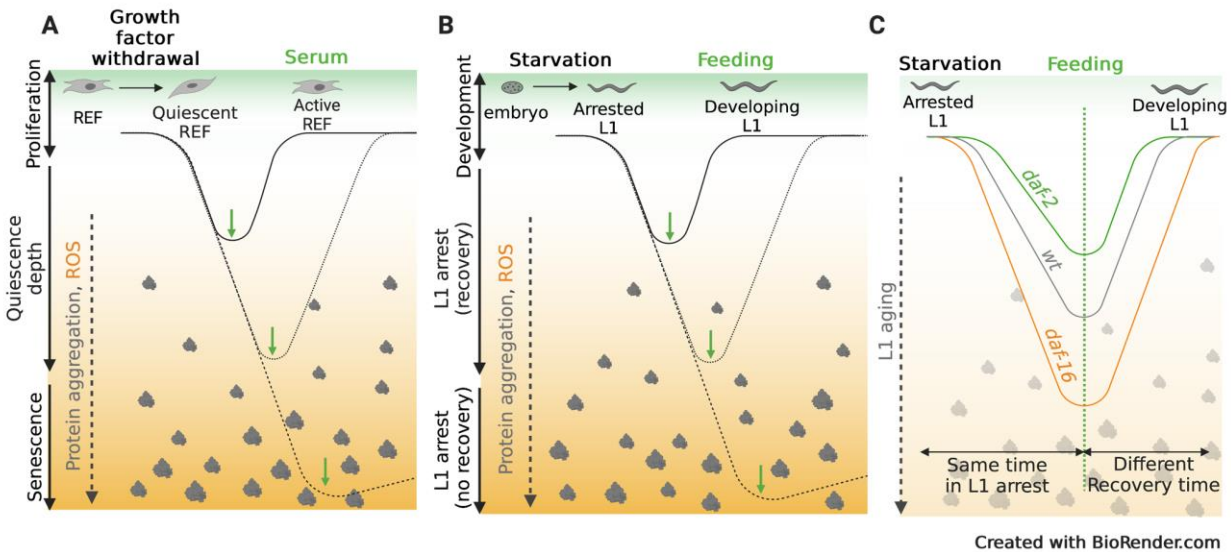 A
Growth
factor
withdrawal
Serum
Proliferation
REF
Quiescent
REF
Active
REF
Quiescence
depth
Senescence
Protein aggregation, ROS
B
Starvation
Feeding
Development
embryo
Arrested
L1
Developing
L1
L1 arrest
(recovery)
L1 arrest
(no recovery)
Protein aggregation, ROS
C
Starvation
Feeding
Arrested
L1
Developing
L1
L1 aging
daf-2
wt
daf-16
Same time
in L1 arrest
Different
Recovery time
Created with BioRender.com